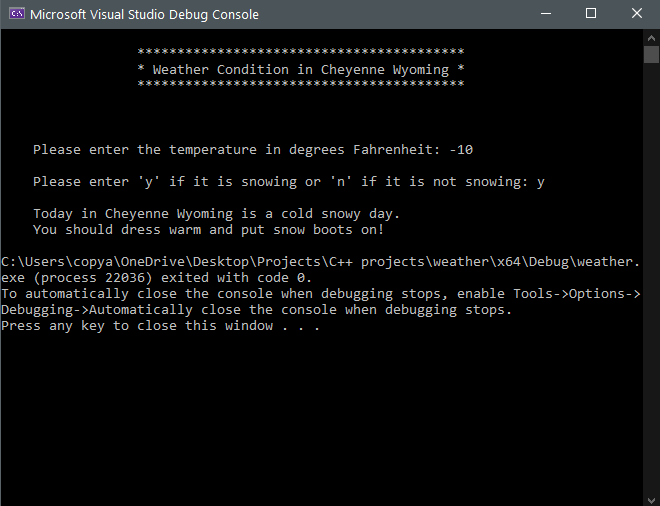 Microsoft Visual Studio Debug Console
*****************************************
* Weather Condition in Cheyenne Wyoming *
*****************************************
Please enter the temperature in degrees Fahrenheit: -10
Please enter 'y' if it is snowing or 'n' if it is not snowing: y
Today in Cheyenne Wyoming is a cold snowy day.
You should dress warm and put snow boots on!
C:\Users\copya\OneDrive\Desktop\Projects\C++ projects\weather\x64\Debug\weather.
exe (process 22036) exited with code 0.
To automatically close the console when debugging stops, enable Tools->Options->
Debugging->Automatically close the console when debugging stops.
Press any key to close this window . . .